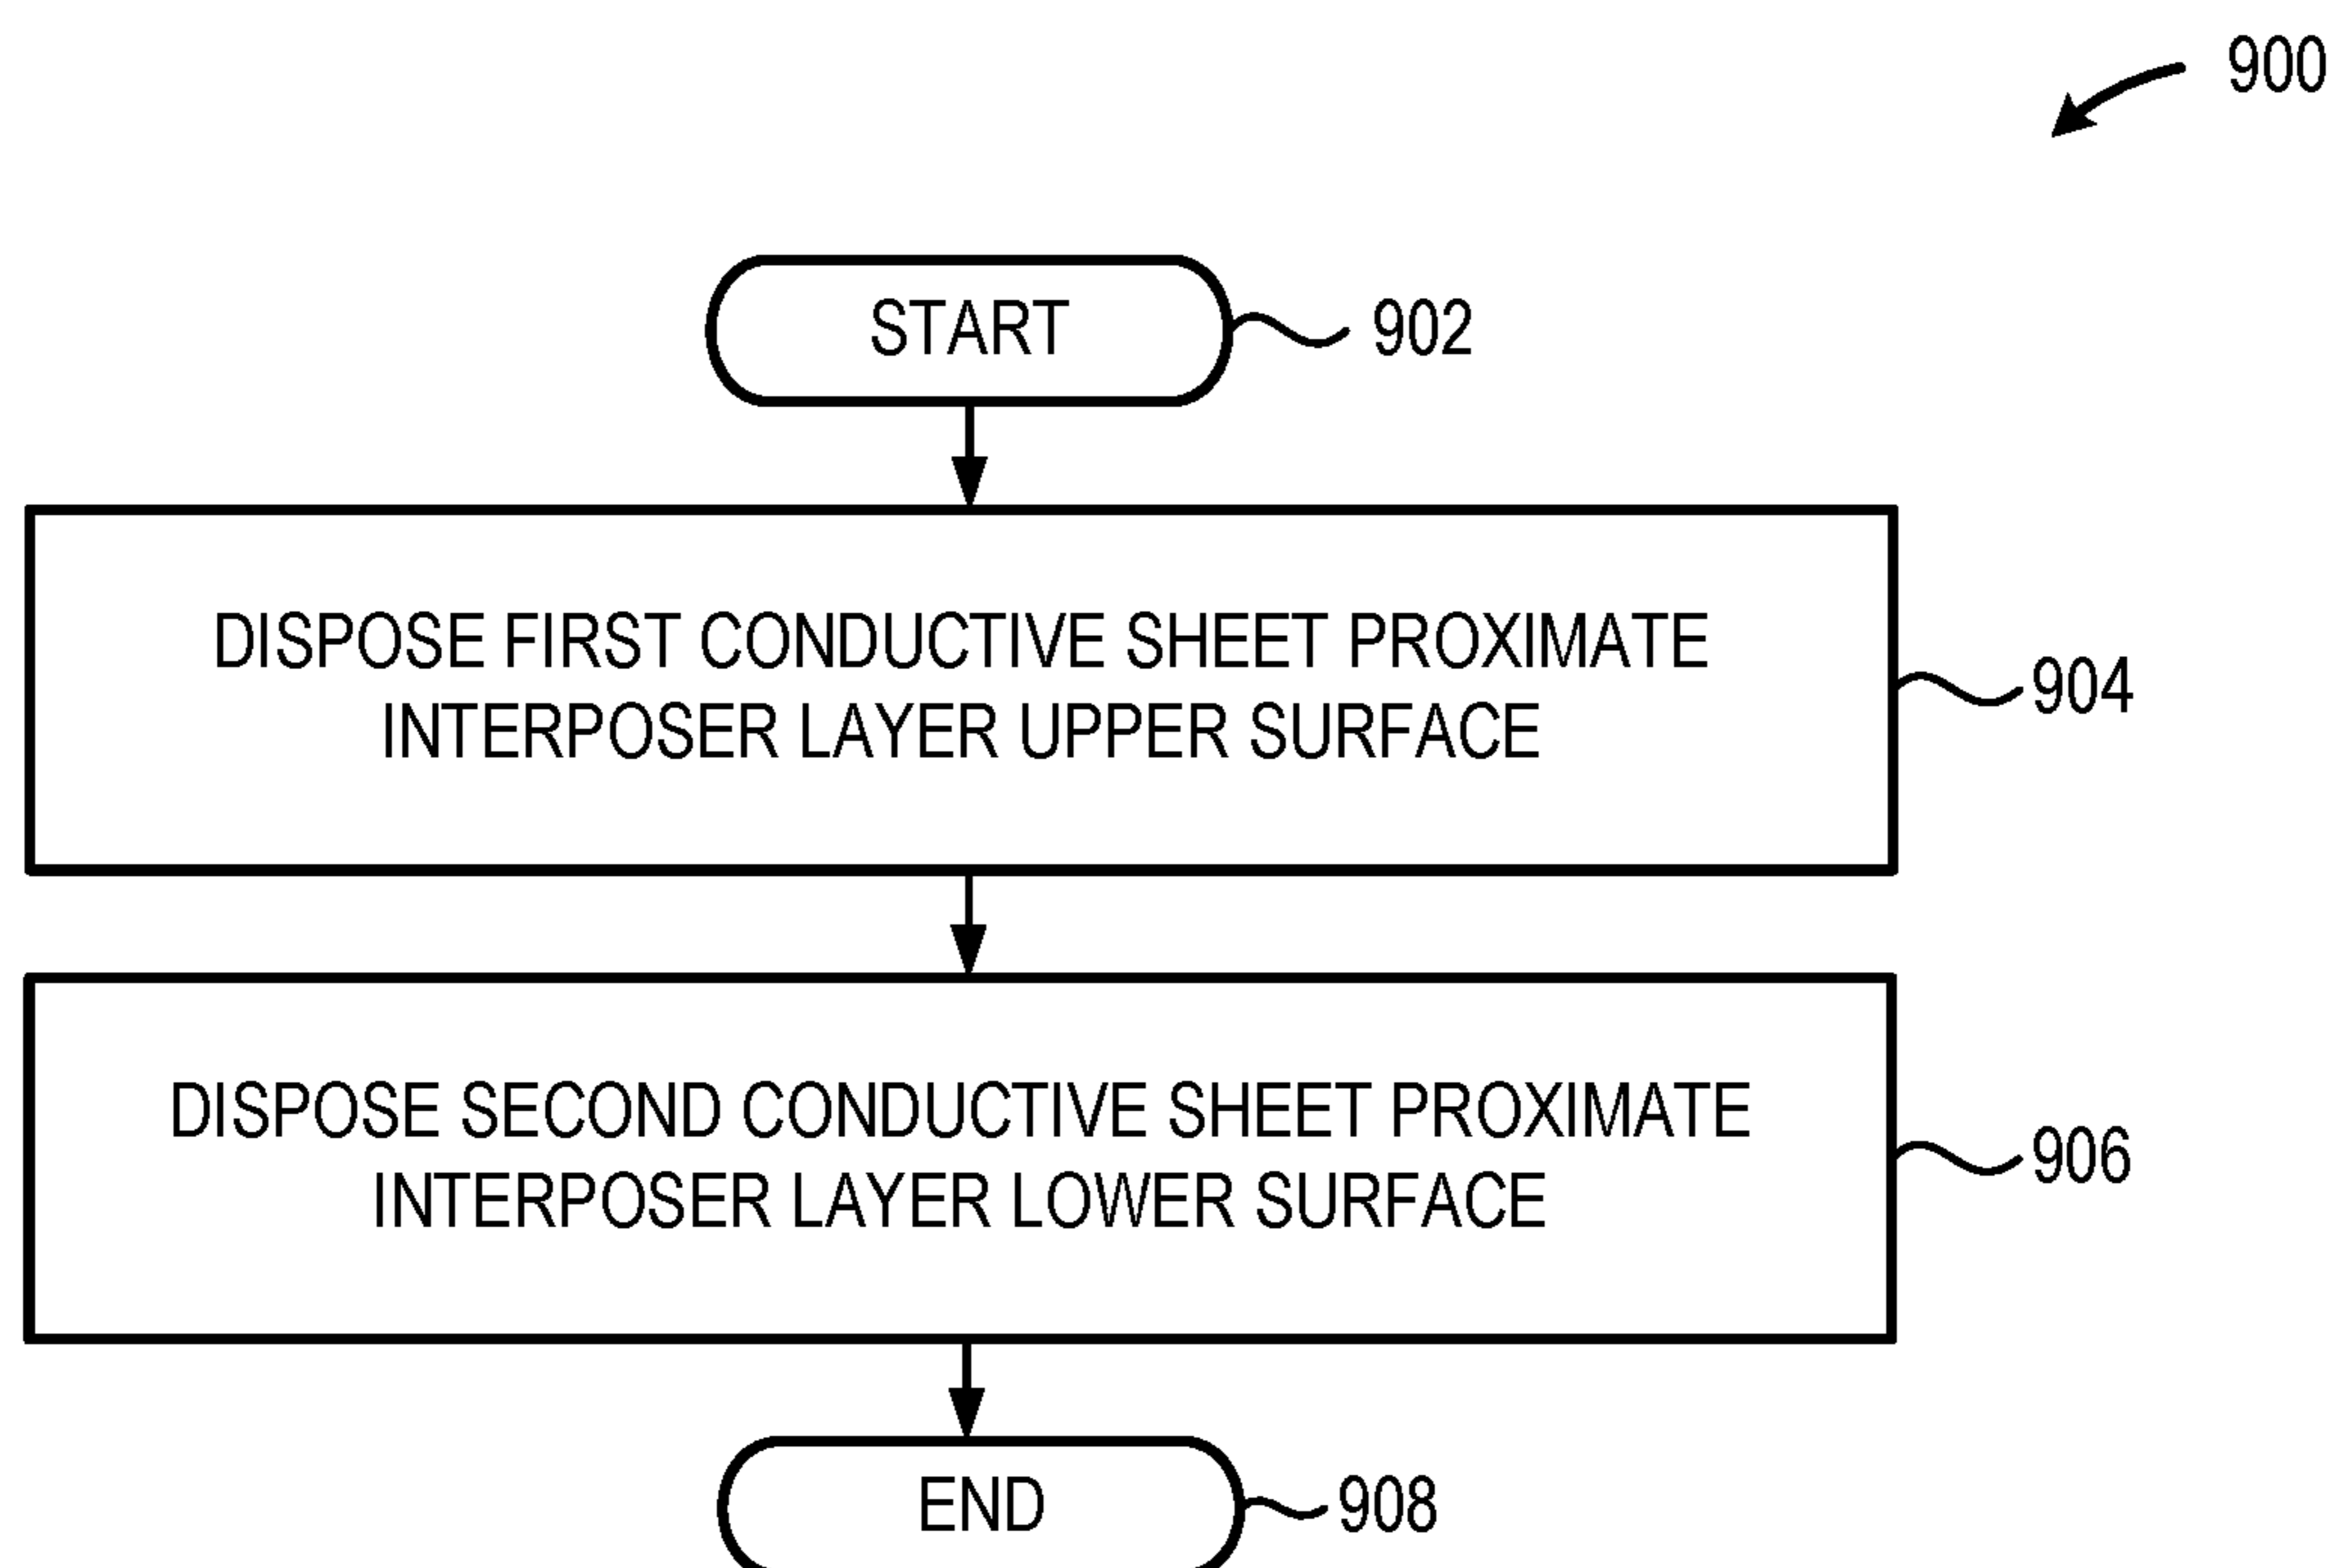 900
START
902
DISPOSE FIRST CONDUCTIVE SHEET PROXIMATE
INTERPOSER LAYER UPPER SURFACE
904
DISPOSE SECOND CONDUCTIVE SHEET PROXIMATE
INTERPOSER LAYER LOWER SURFACE
906
END
908